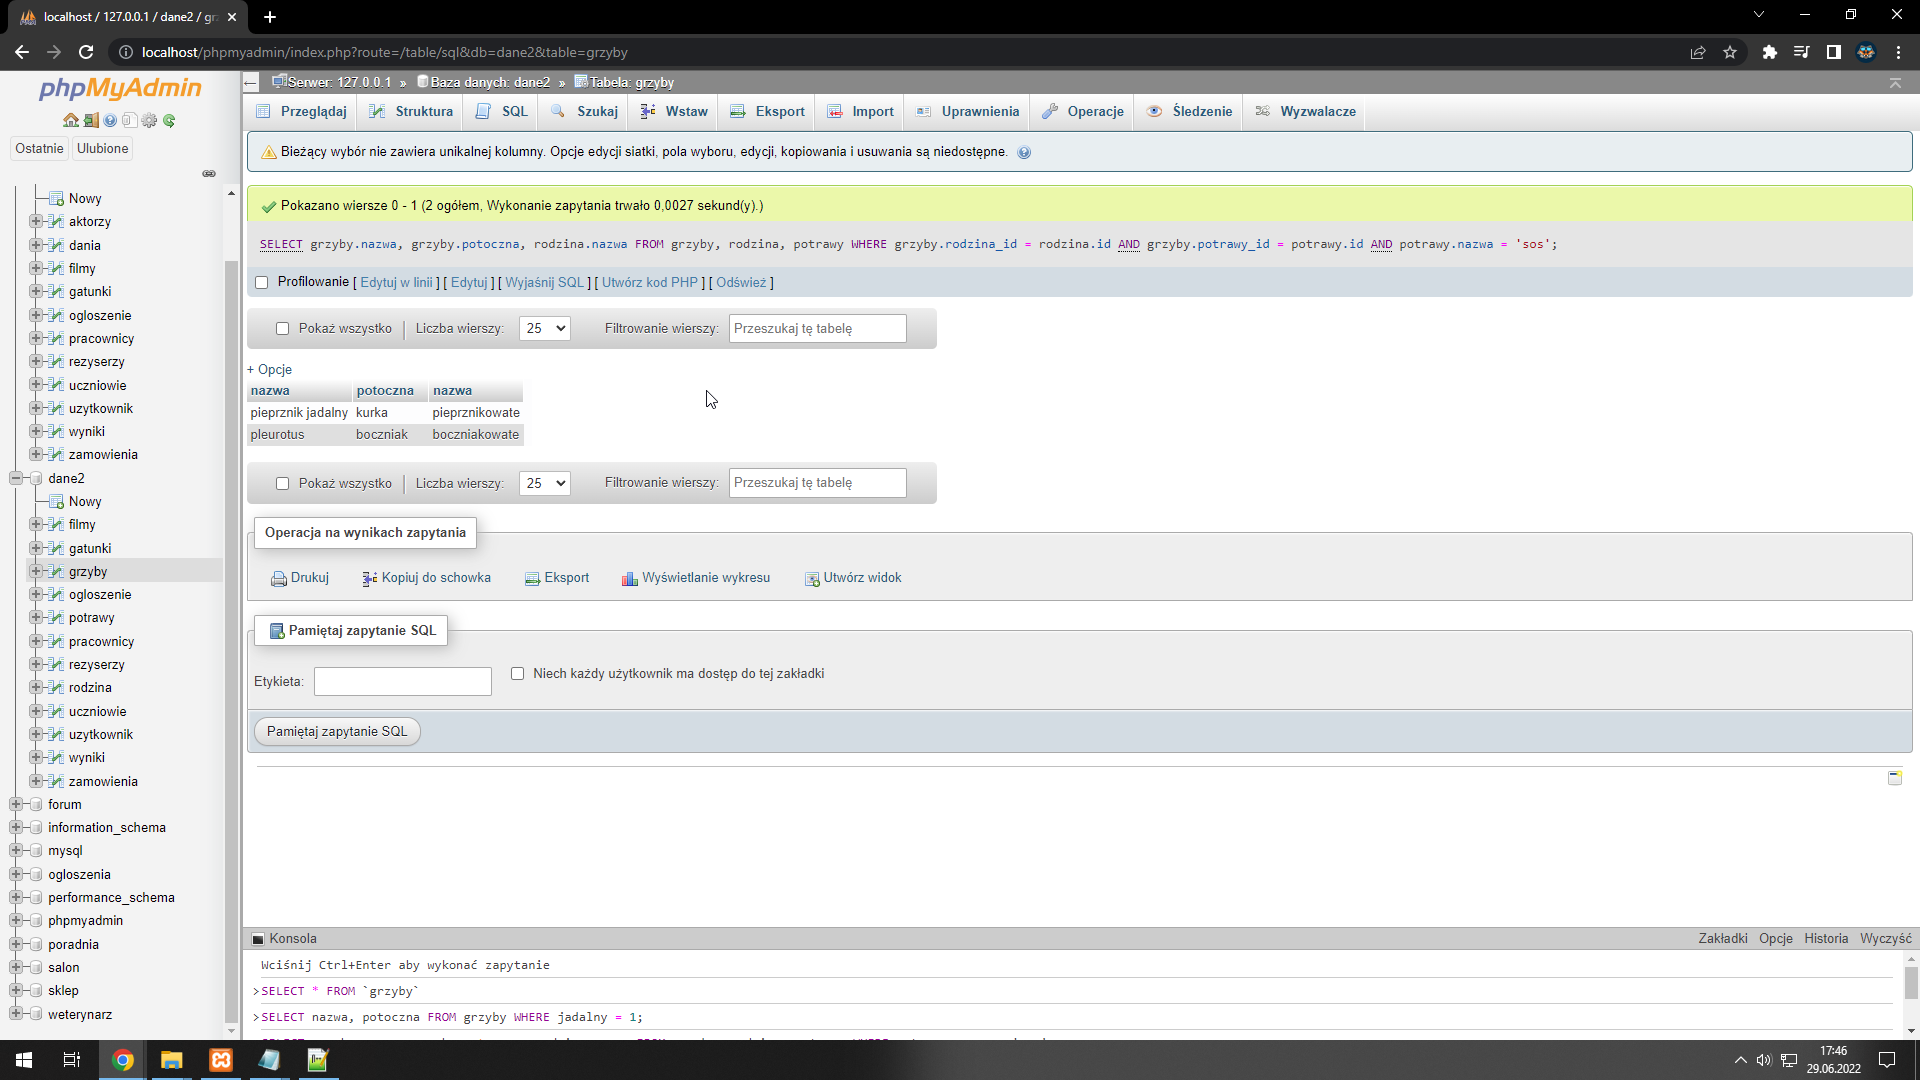 localhost / 127.0.0.1 / dane2 / grz
localhost/phpmyadmin/index.php?route=/table/sql&db=dane2&table=grzyby
phpMyAdmin
Ostatnie
Ulubione
Nowy
aktorzy
dania
filmy
gatunki
ogloszenie
pracownicy
rezyserzy
uczniowie
uzytkownik
wyniki
zamowienia
dane2
Nowy
filmy
gatunki
grzyby
ogloszenie
potrawy
pracownicy
rezyserzy
rodzina
uczniowie
uzytkownik
wyniki
zamowienia
forum
information_schema
mysql
ogloszenia
performance_schema
phpmyadmin
poradnia
salon
sklep
weterynarz
Serwer: 127.0.0.1 » Baza danych: dane2 » Tabela: grzyby
Przeglądaj Struktura SQL Szukaj Wstaw Eksport Import Uprawnienia Operacje Śledzenie Wyzwalacze
Bieżący wybór nie zawiera unikalnej kolumny. Opcje edycji siatki, pola wyboru, edycji, kopiowania i usuwania są niedostępne.
Pokazano wiersze 0 - 1 (2 ogółem, Wykonanie zapytania trwało 0,0027 sekund(y).)
SELECT grzyby.nazwa, grzyby.potoczna, rodzina.nazwa FROM grzyby, rodzina, potrawy WHERE grzyby.rodzina_id = rodzina.id AND grzyby.potrawy_id = potrawy.id AND potrawy.nazwa = 'sos';
Profilowanie [ Edytuj w linii ] [ Edytuj ] [ Wyjaśnij SQL ] [ Utwórz kod PHP ] [ Odśwież ]
Pokaż wszystko | Liczba wierszy: 25 Filtrowanie wierszy: Przeszukaj tę tabelę
+ Opcje
nazwa potoczna nazwa
pieprznik jadalny kurka pieprznikowate
pleurotus boczniak boczniakowate
Pokaż wszystko | Liczba wierszy: 25 Filtrowanie wierszy: Przeszukaj tę tabelę
Operacja na wynikach zapytania
Drukuj Kopiuj do schowka Eksport Wyświetlanie wykresu Utwórz widok
Pamiętaj zapytanie SQL
Etykieta: Niech każdy użytkownik ma dostęp do tej zakładki
Pamiętaj zapytanie SQL
Konsola Zakładki Opcje Historia Wyczyść
Wciśnij Ctrl+Enter aby wykonać zapytanie
>SELECT * FROM `grzyby`
>SELECT nazwa, potoczna FROM grzyby WHERE jadalny = 1;
17:46
29.06.2022